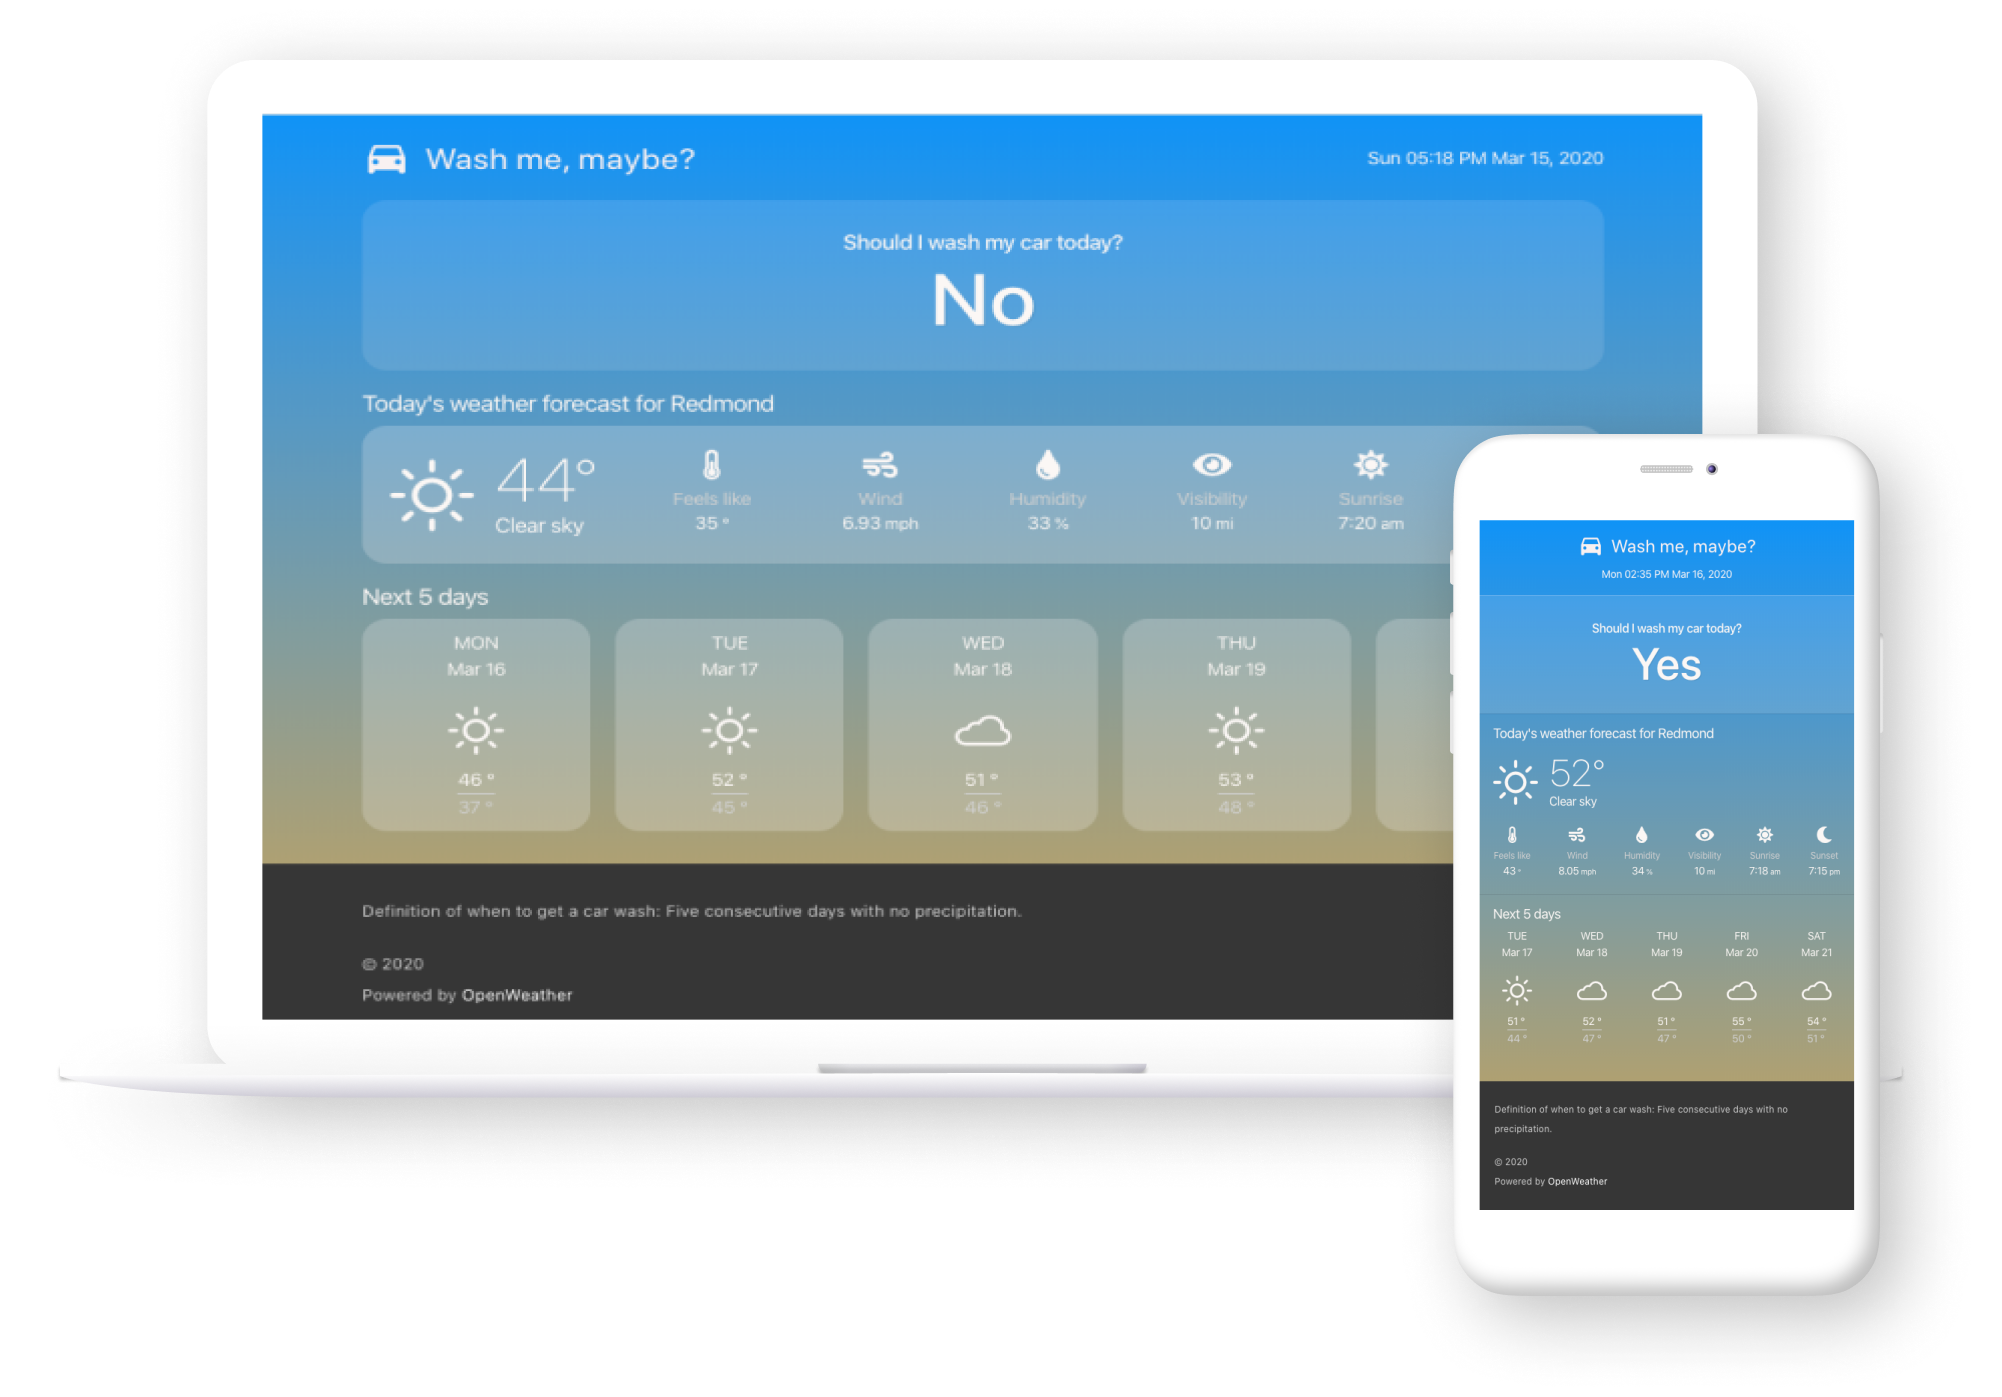 Wash me, maybe?
Sun 05:18 PM Mar 15, 2020
Should I wash my car today?
No
Today's weather forecast for Redmond
44°
Clear sky
Feels like
35 °
Wind
6.93 mph
Humidity
33 %
Visibility
10 mi
Sunrise
7:20 am
Next 5 days
MON
Mar 16
46 °
37 °
TUE
Mar 17
52 °
45 °
WED
Mar 18
51 °
46 °
THU
Mar 19
53 °
48 °
Definition of when to get a car wash: Five consecutive days with no precipitation.
© 2020
Powered by OpenWeather
Wash me, maybe?
Mon 02:35 PM Mar 16, 2020
Should I wash my car today?
Yes
Today's weather forecast for Redmond
52°
Clear sky
Feels like
43 °
Wind
8.05 mph
Humidity
34 %
Visibility
10 mi
Sunrise
7:18 am
Sunset
7:15 pm
Next 5 days
TUE
Mar 17
51 °
44 °
WED
Mar 18
52 °
47 °
THU
Mar 19
51 °
47 °
FRI
Mar 20
55 °
50 °
SAT
Mar 21
54 °
51 °
Definition of when to get a car wash: Five consecutive days with no
precipitation.
© 2020
Powered by OpenWeather